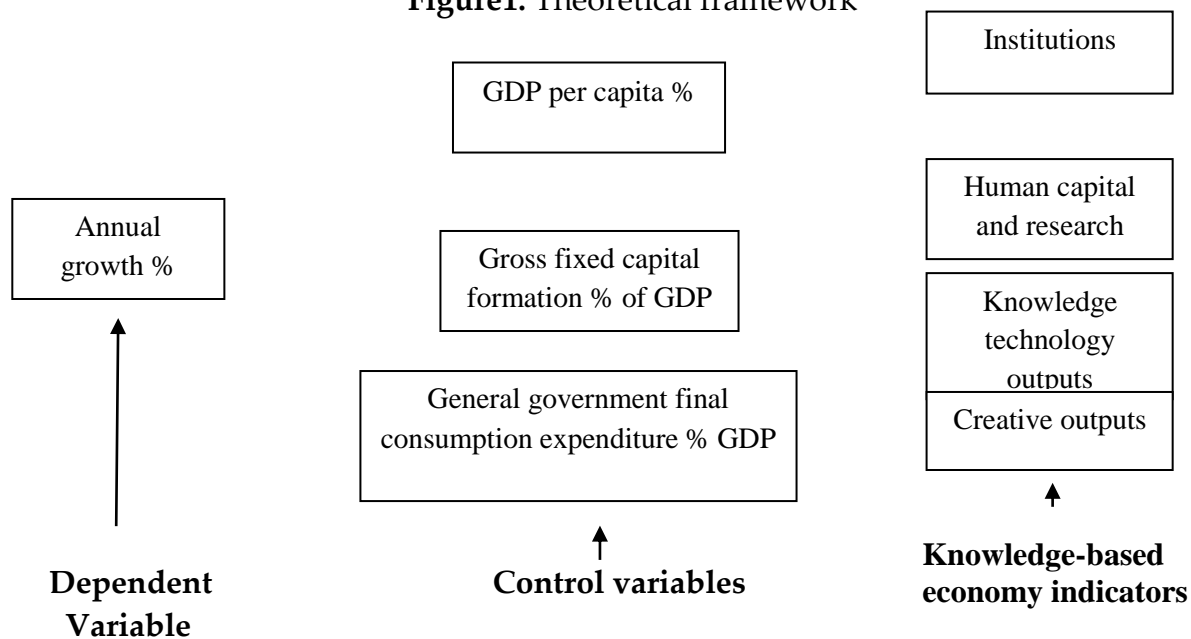 Figure1. Theoretical framework
Institutions
GDP per capita %
Human capital
and research
Annual
growth %
Gross fixed capital
formation % of GDP
Knowledge
technology
outputs
General government final
consumption expenditure % GDP
Creative outputs
Dependent
Variable
Control variables
Knowledge-based
economy indicators